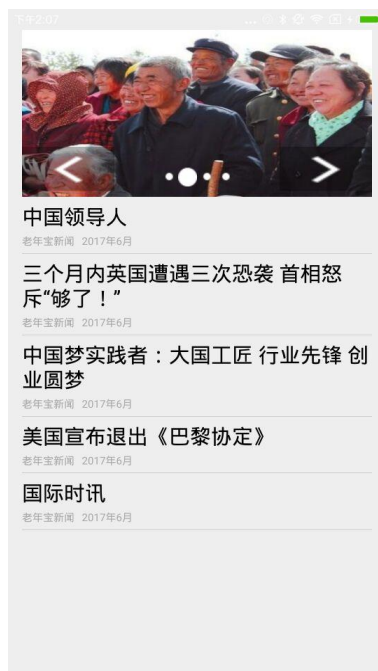 下午2:07
中国领导人
老年宝新闻 2017年6月
三个月内英国遭遇三次恐袭 首相怒
斥“够了！”
老年宝新闻 2017年6月
中国梦实践者：大国工匠 行业先锋 创
业圆梦
老年宝新闻 2017年6月
美国宣布退出《巴黎协定》
老年宝新闻 2017年6月
国际时讯
老年宝新闻 2017年6月